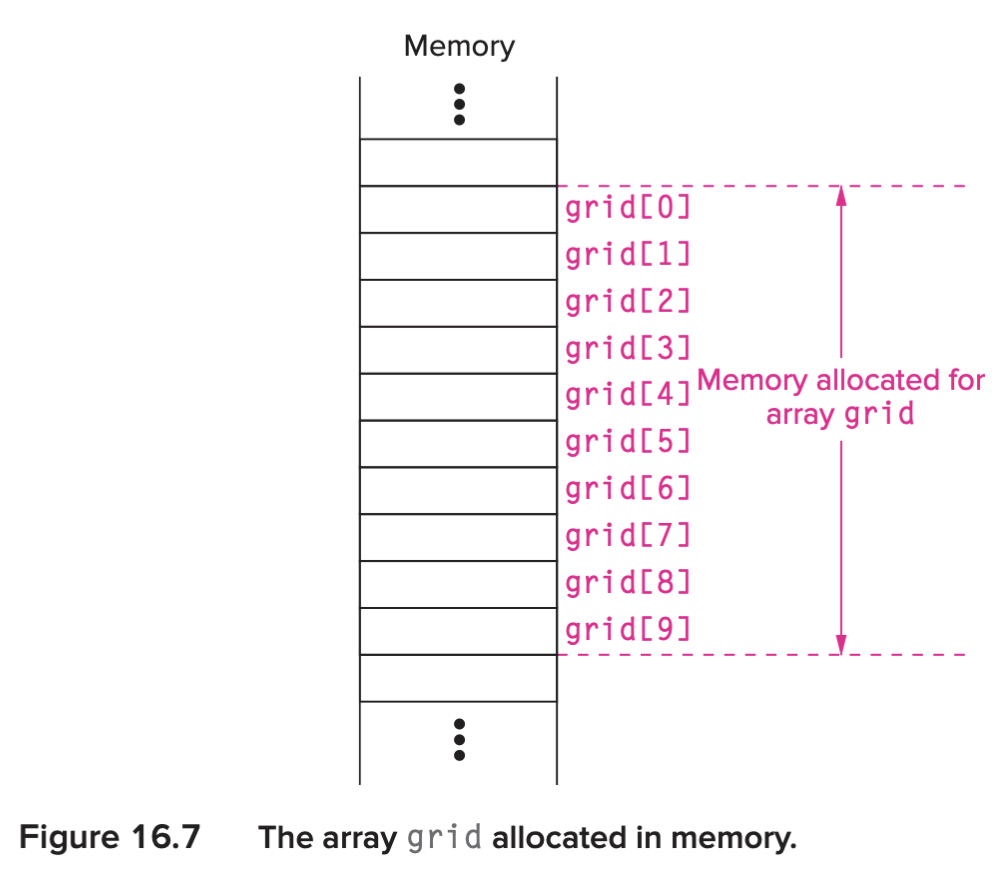 Memory
grid[0]
grid[1]
grid[2]
grid[3]
grid[4]
Memory allocated for
array grid
grid[5]
grid[6]
grid[7]
grid[8]
grid[9]
Figure 16.7 The array grid allocated in memory.